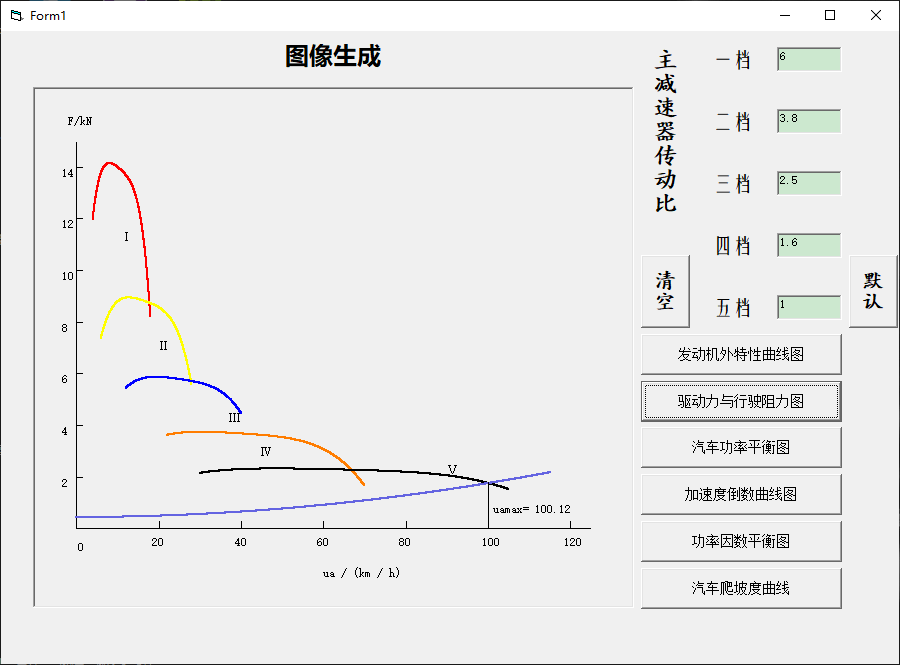 Form1
图像生成
F/kN
14
12
10
8
6
4
2
0
20
40
60
80
100
120
I
II
III
IV
V
uamax= 100.12
ua / (km / h)
主减速器传动比
一档
6
二档
3.8
三档
2.5
四档
1.6
五档
1
清空
默认
发动机外特性曲线图
驱动力与行驶阻力图
汽车功率平衡图
加速度倒数曲线图
功率因数平衡图
汽车爬坡度曲线